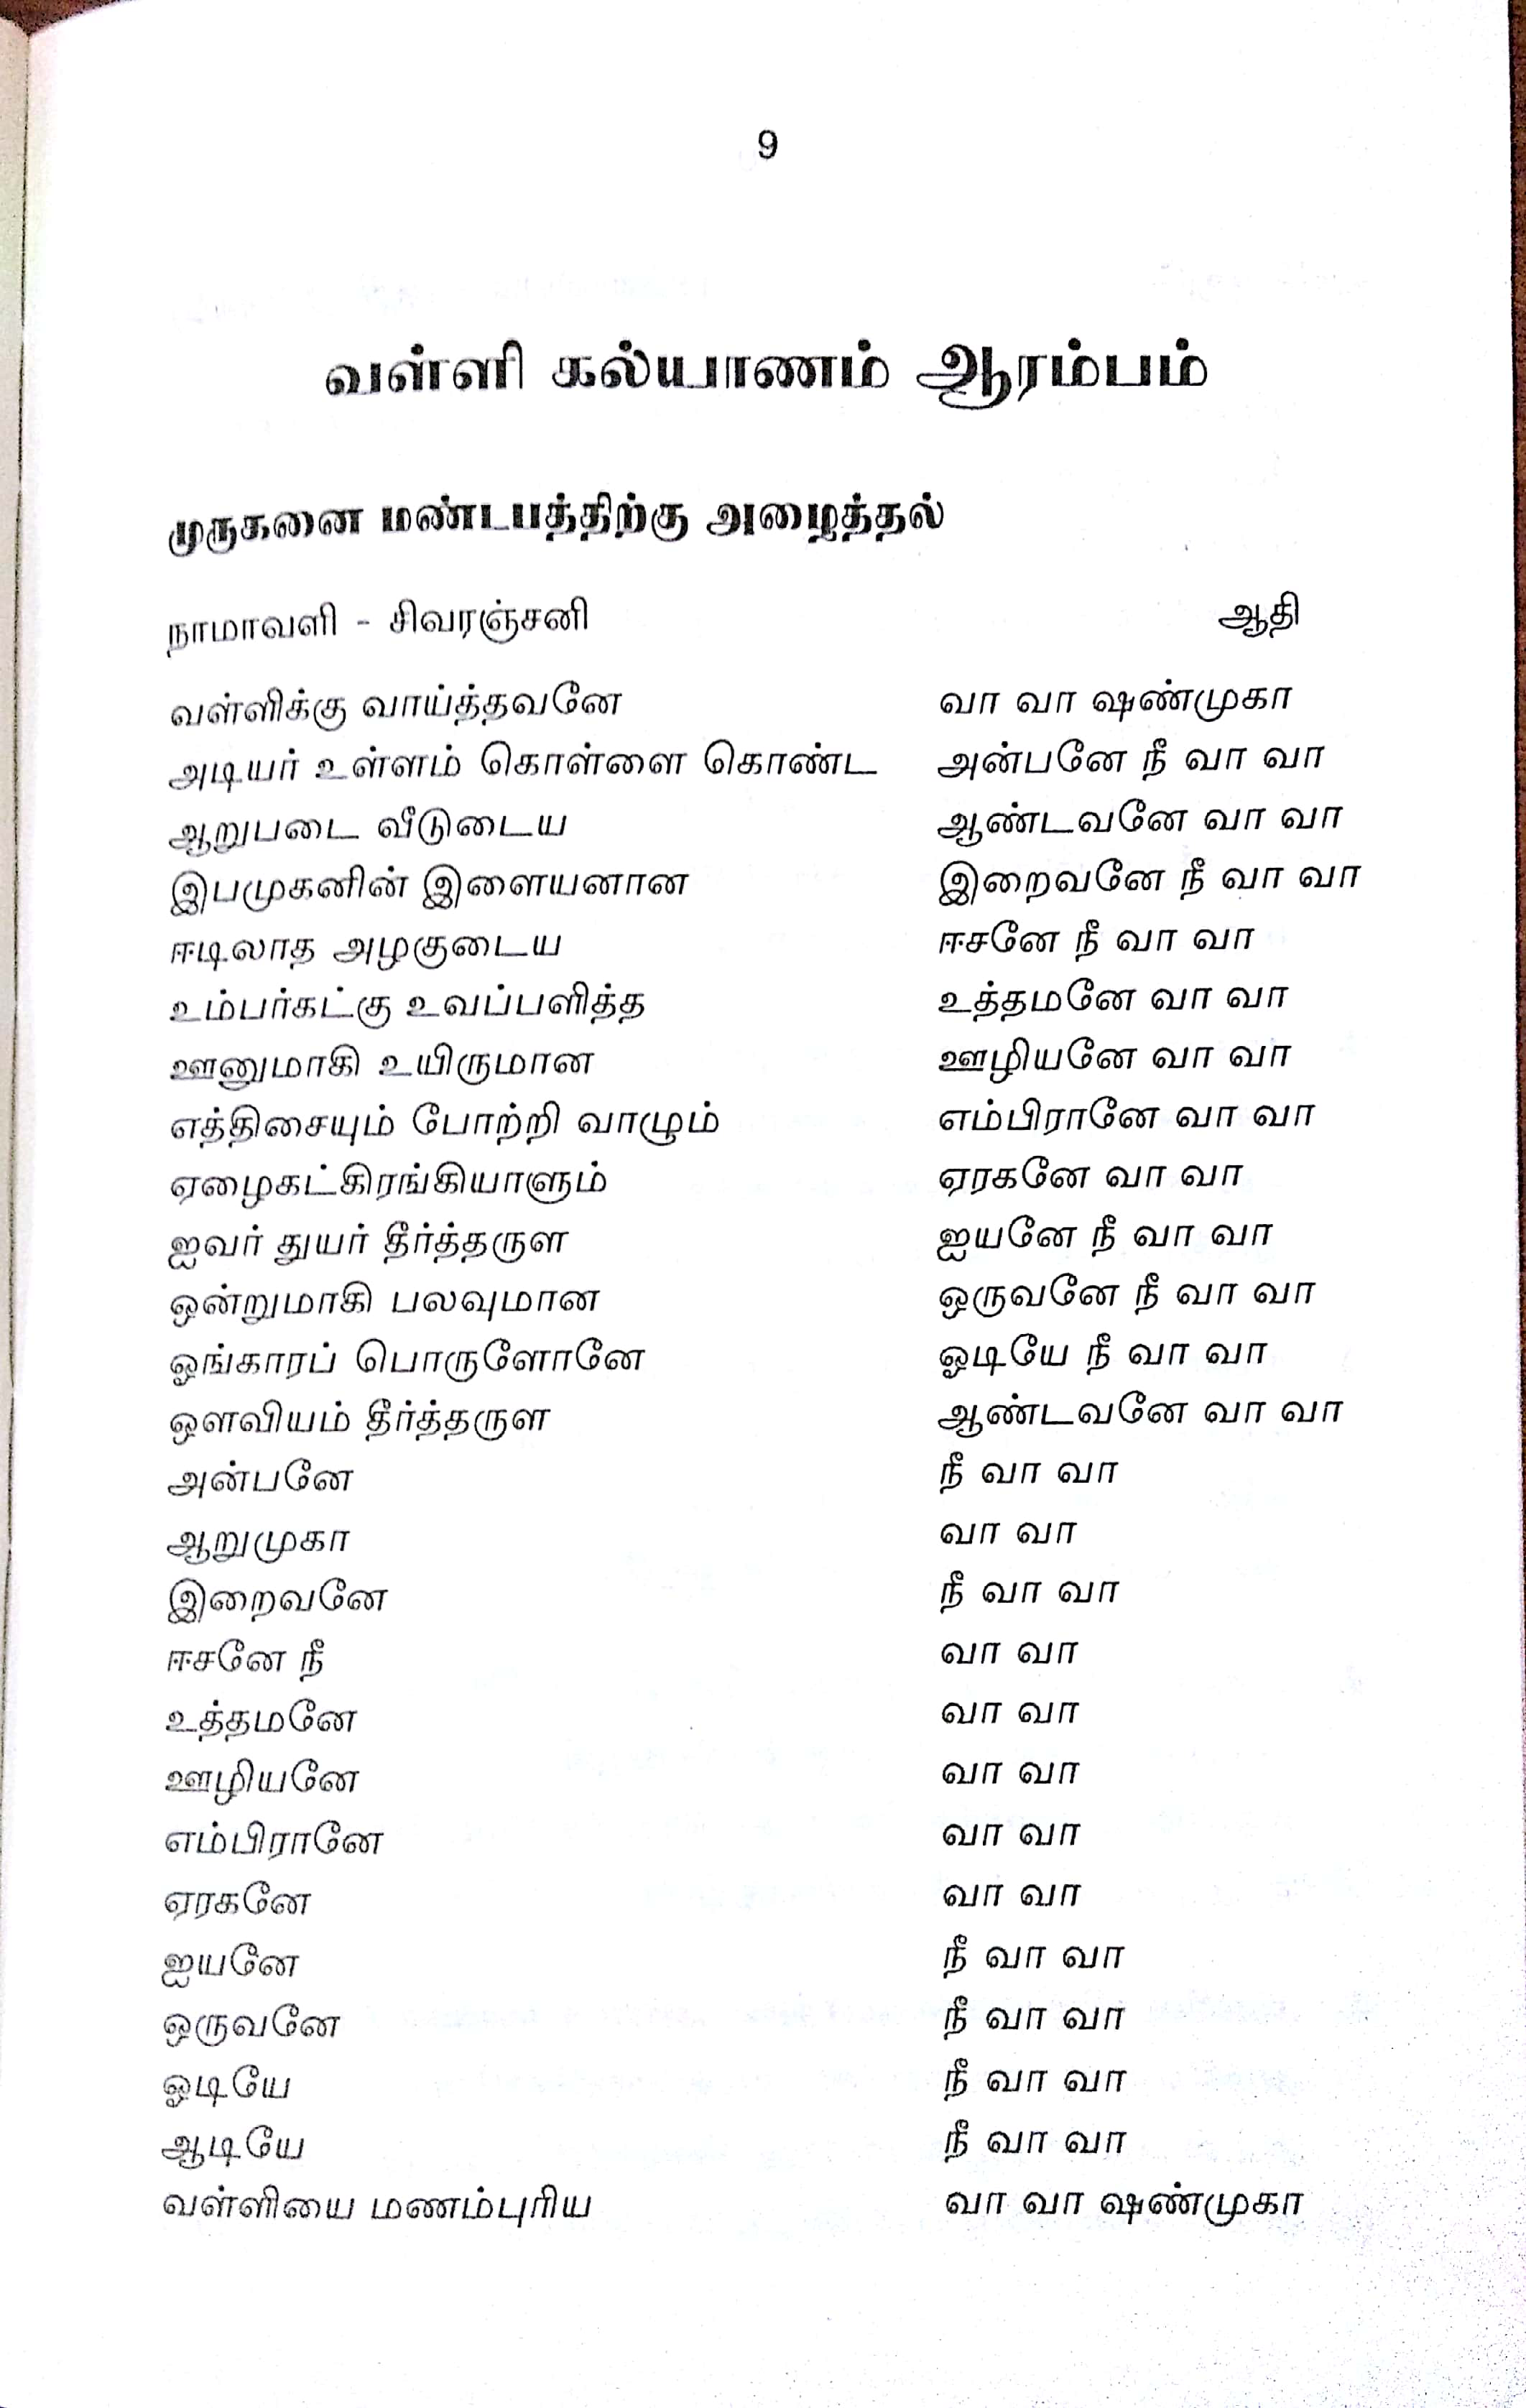 9
வள்ளி கல்யாணம் ஆரம்பம்
முருகனை மண்டபத்திற்கு அழைத்தல்
நாமாவளி - சிவரஞ்சனி ஆதி
வள்ளிக்கு வாய்த்தவனே வா வா ஷண்முகா
அடியர் உள்ளம் கொள்ளை கொண்ட அன்பனே நீ வா வா
ஆறுபடை வீடுடைய ஆண்டவனே வா வா
இபமுகனின் இளையனான இறைவனே நீ வா வா
ஈடிலாத அழகுடைய ஈசனே நீ வா வா
உம்பர்கட்கு உவப்பளித்த உத்தமனே வா வா
ஊனுமாகி உயிருமான ஊழியனே வா வா
எத்திசையும் போற்றி வாழும் எம்பிரானே வா வா
ஏழைகட்கிரங்கியாளும் ஏரகனே வா வா
ஐவர் துயர் தீர்த்தருள ஐயனே நீ வா வா
ஒன்றுமாகி பலவுமான ஒருவனே நீ வா வா
ஓங்காரப் பொருளோனே ஓடியே நீ வா வா
ஒளவியம் தீர்த்தருள ஆண்டவனே வா வா
அன்பனே நீ வா வா
ஆறுமுகா வா வா
இறைவனே நீ வா வா
ஈசனே நீ வா வா
உத்தமனே வா வா
ஊழியனே வா வா
எம்பிரானே வா வா
ஏரகனே வா வா
ஐயனே நீ வா வா
ஒருவனே நீ வா வா
ஓடியே நீ வா வா
ஆடியே நீ வா வா
வள்ளியை மணம்புரிய வா வா ஷண்முகா